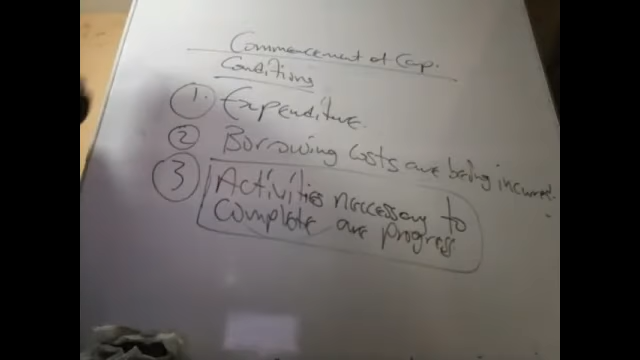 Commencement of Cap.
Conditions
1. Expenditure.
2 Borrowing costs are being incurred.
3 Activities necessary to
complete are progress